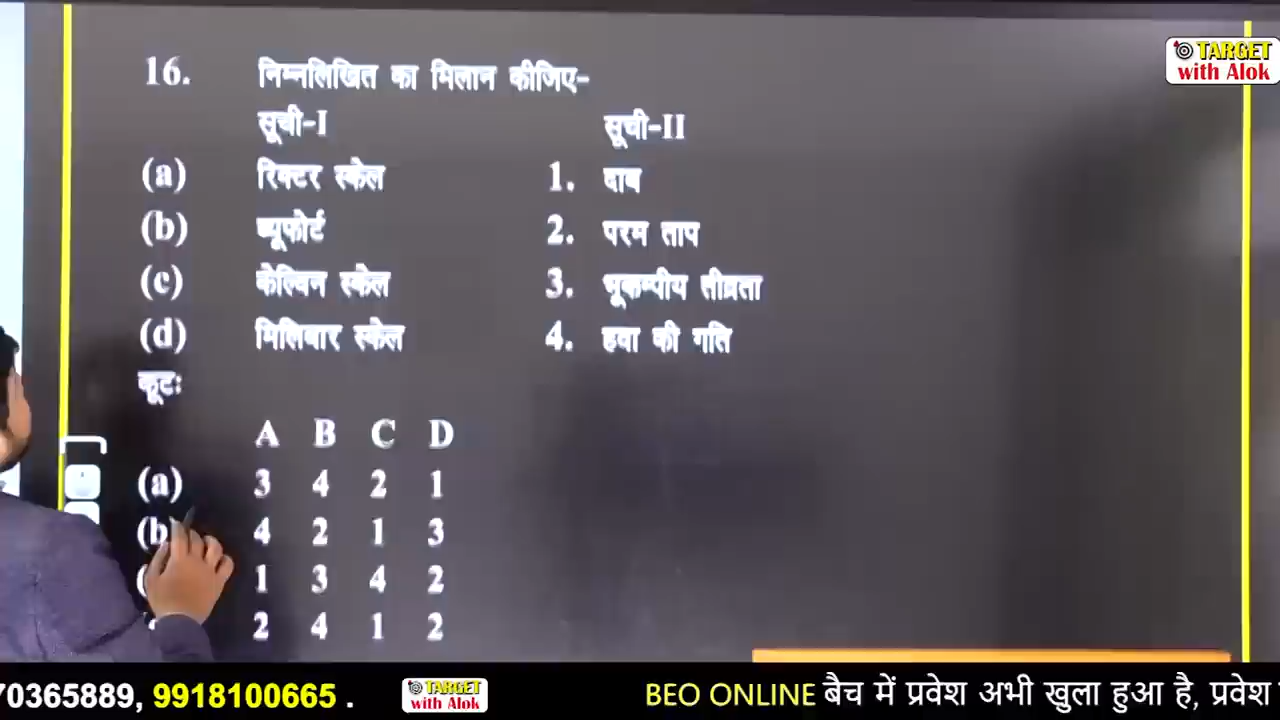 TARGET
with Alok
16. निम्नलिखित का मिलान कीजिए-
सूची-I सूची-II
(a) रिक्टर स्केल 1. दाब
(b) ब्यूफोर्ट 2. परम ताप
(c) केल्विन स्केल 3. भूकम्पीय तीव्रता
(d) मिलिबार स्केल 4. हवा की गति
कूटः
A B C D
(a) 3 4 2 1
(b) 4 2 1 3
1 3 4 2
2 4 1 2
70365889, 9918100665 . TARGET with Alok BEO ONLINE बैच में प्रवेश अभी खुला हुआ है, प्रवेश